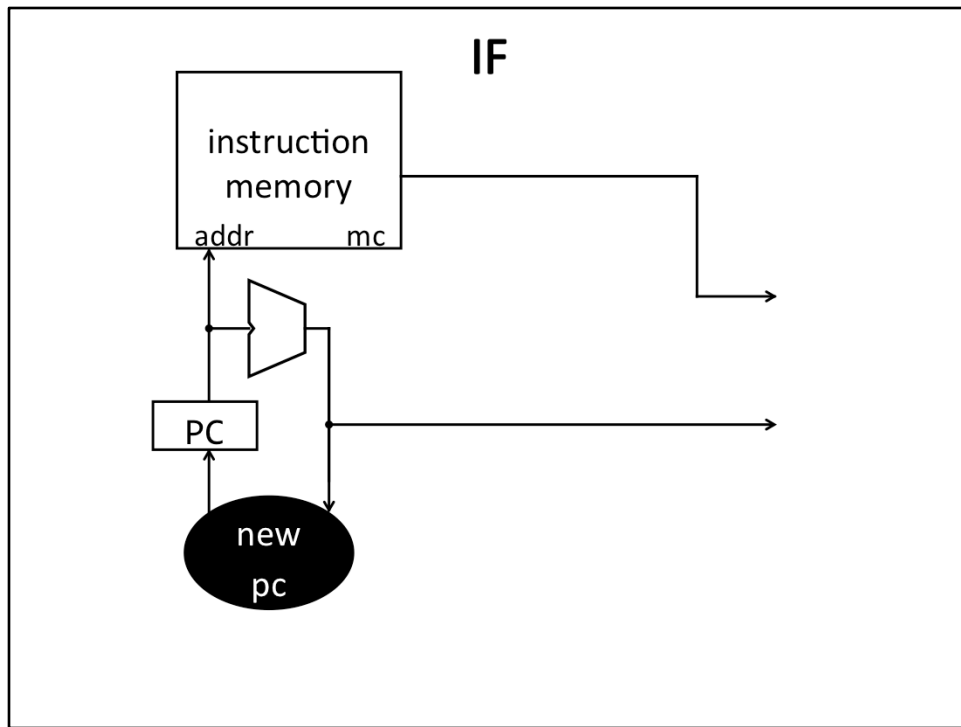 IF
instruction
memory
addr mc
PC
new
pc